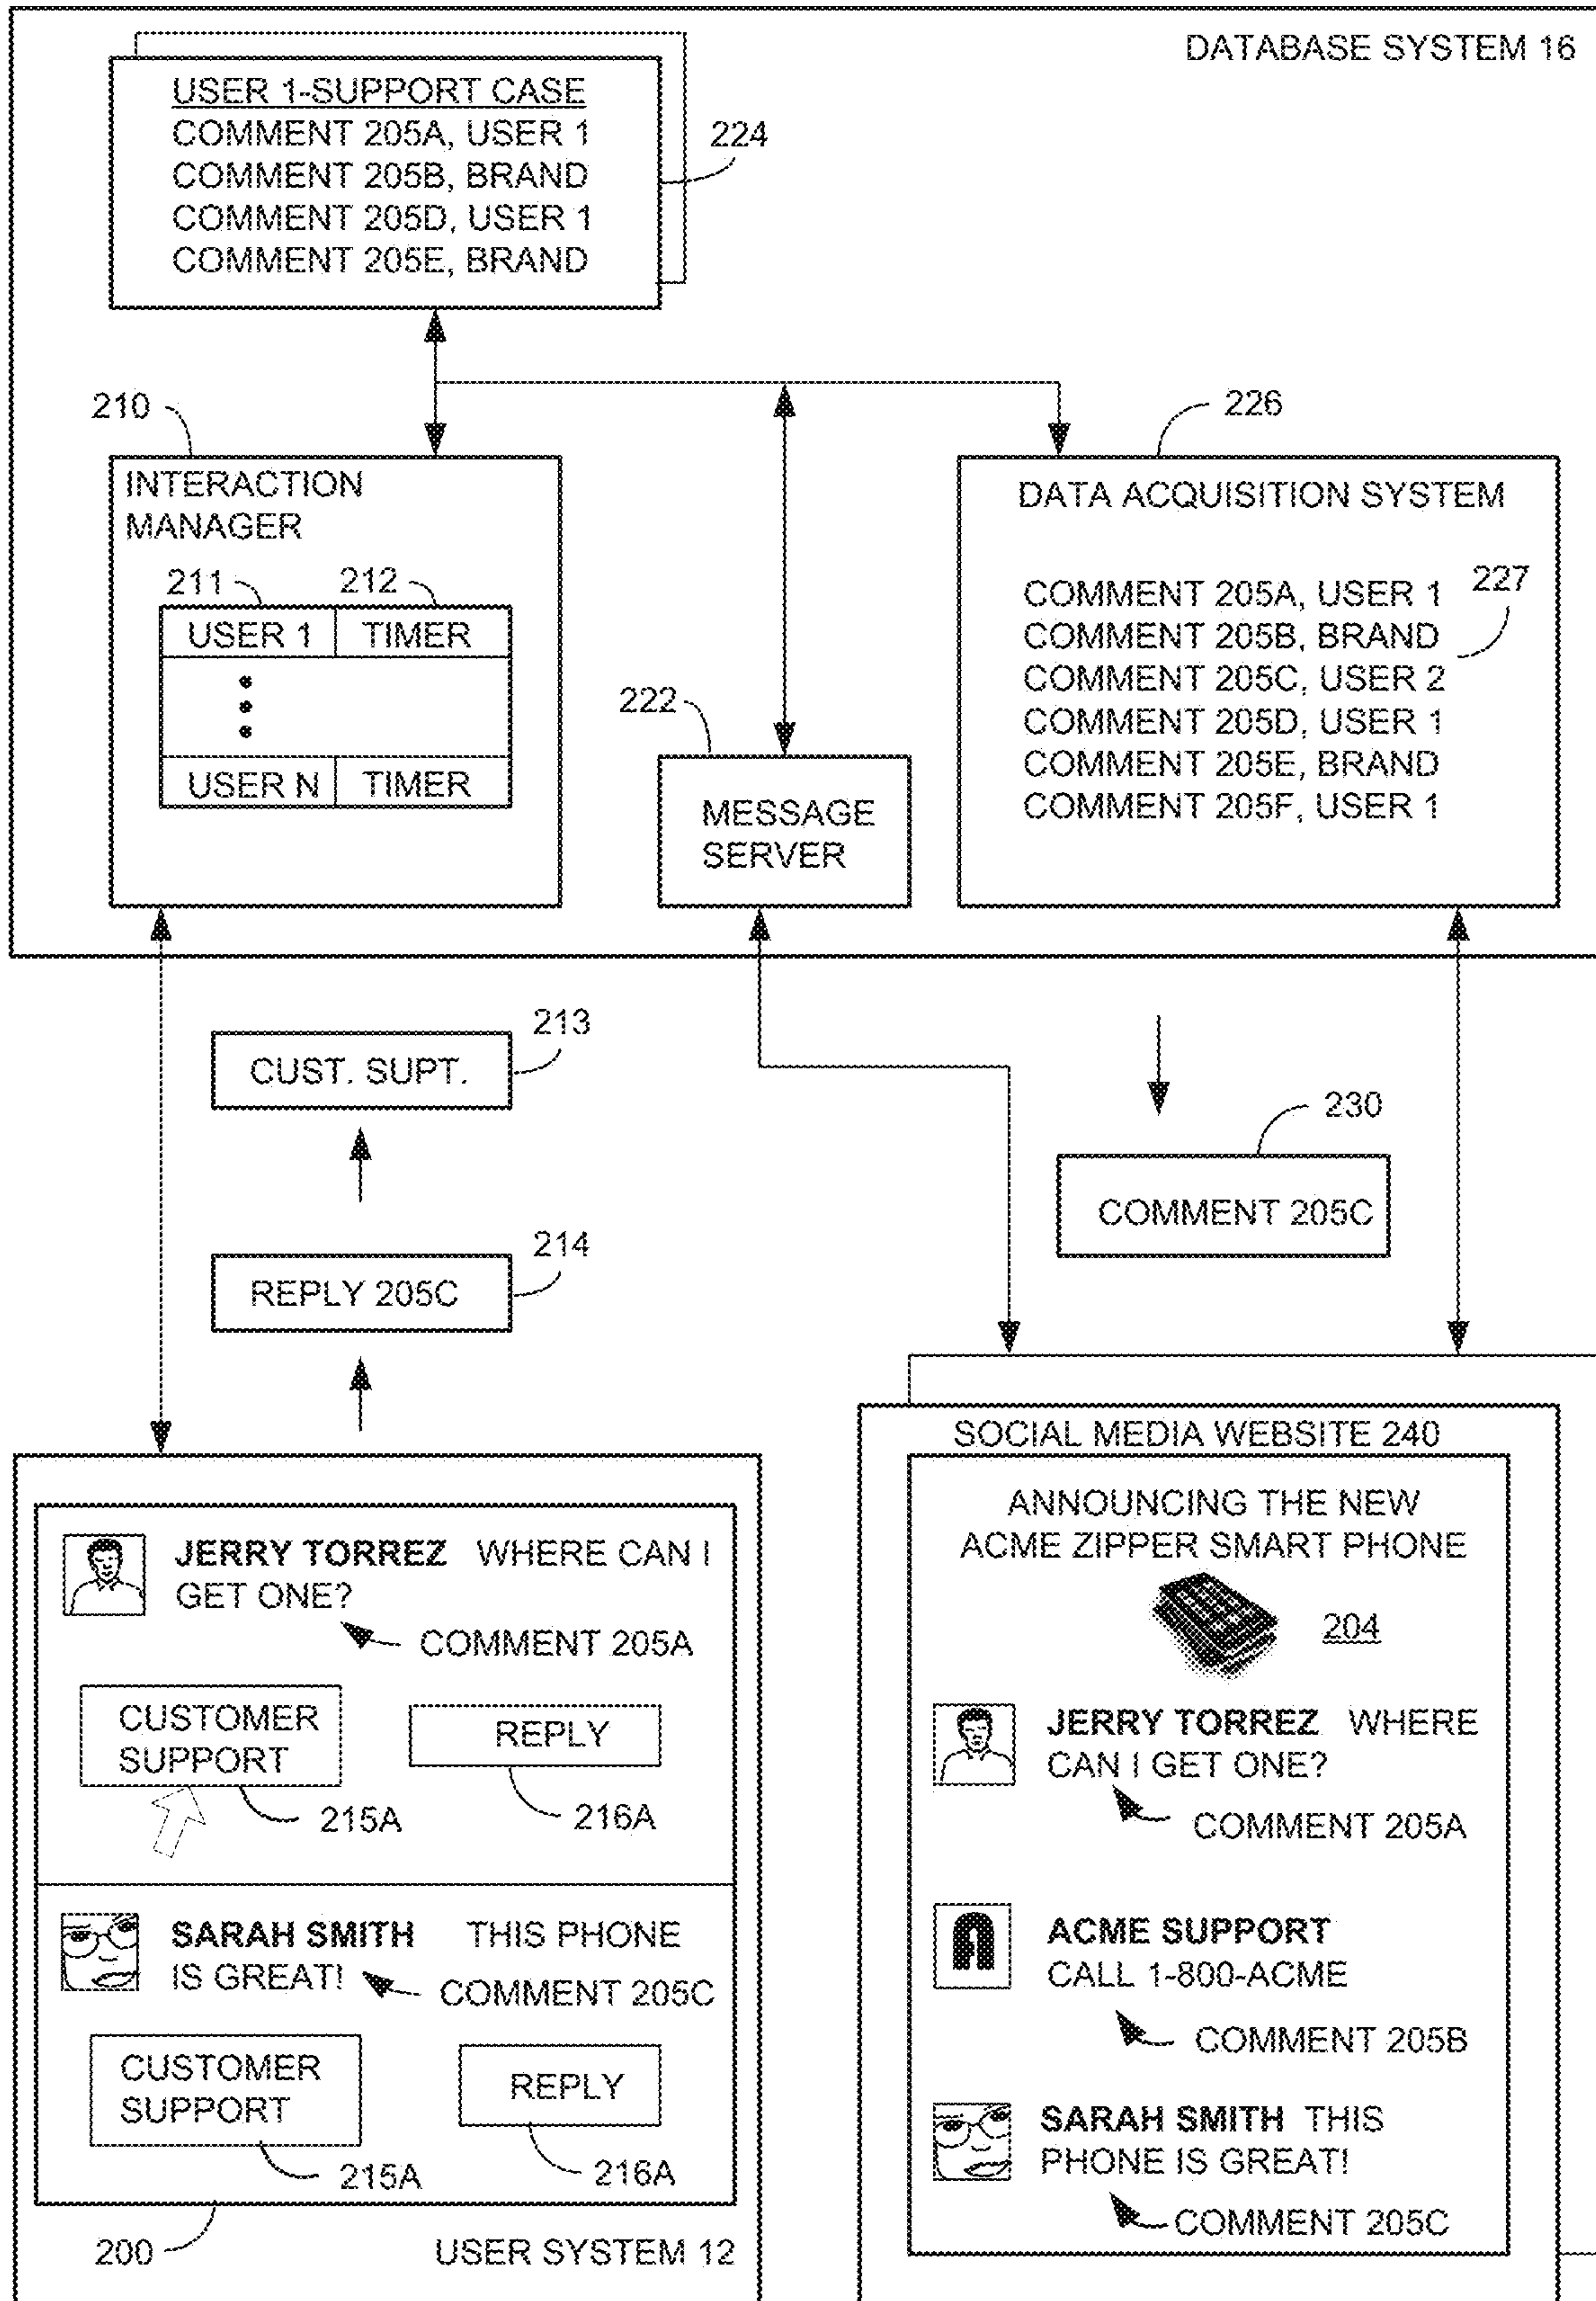 DATABASE SYSTEM 16
USER 1-SUPPORT CASE
COMMENT 205A, USER 1
COMMENT 205B, BRAND
COMMENT 205D, USER 1
COMMENT 205E, BRAND
224
210
INTERACTION
MANAGER
211
212
USER 1 TIMER
USER N TIMER
222
MESSAGE
SERVER
226
DATA ACQUISITION SYSTEM
227
COMMENT 205A, USER 1
COMMENT 205B, BRAND
COMMENT 205C, USER 2
COMMENT 205D, USER 1
COMMENT 205E, BRAND
COMMENT 205F, USER 1
213
CUST. SUPT.
214
REPLY 205C
230
COMMENT 205C
JERRY TORREZ WHERE CAN I
GET ONE?
COMMENT 205A
CUSTOMER
SUPPORT
REPLY
215A
216A
SARAH SMITH THIS PHONE
IS GREAT!
COMMENT 205C
CUSTOMER
SUPPORT
REPLY
215A
216A
200
USER SYSTEM 12
SOCIAL MEDIA WEBSITE 240
ANNOUNCING THE NEW
ACME ZIPPER SMART PHONE
204
JERRY TORREZ WHERE
CAN I GET ONE?
COMMENT 205A
ACME SUPPORT
CALL 1-800-ACME
COMMENT 205B
SARAH SMITH THIS
PHONE IS GREAT!
COMMENT 205C